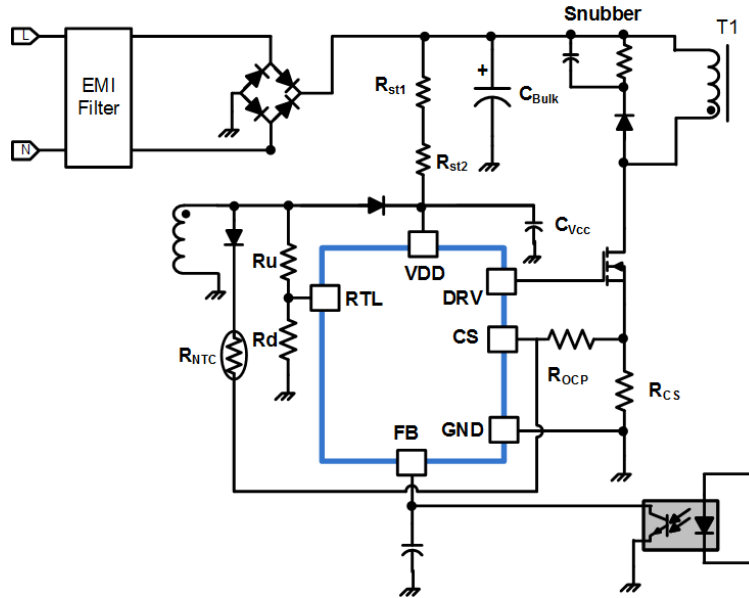 Snubber
T1
L
EMI
Filter
N
+
Rst1
CBulk
Rst2
CVcc
VDD
Ru
RTL
DRV
Rd
CS
RNTC
ROCP
RCS
GND
FB